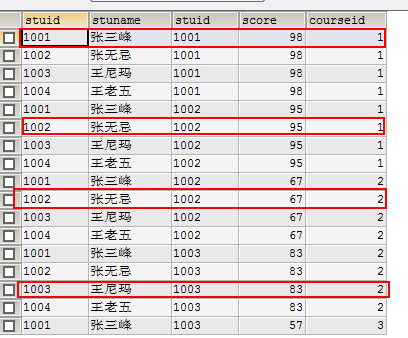 stuid stuname stuid score courseid
1001 张三峰 1001 98 1
1002 张无忌 1001 98 1
1003 王尼玛 1001 98 1
1004 王老五 1001 98 1
1001 张三峰 1002 95 1
1002 张无忌 1002 95 1
1003 王尼玛 1002 95 1
1004 王老五 1002 95 1
1001 张三峰 1002 67 2
1002 张无忌 1002 67 2
1003 王尼玛 1002 67 2
1004 王老五 1002 67 2
1001 张三峰 1003 83 2
1002 张无忌 1003 83 2
1003 王尼玛 1003 83 2
1004 王老五 1003 83 2
1001 张三峰 1003 57 3